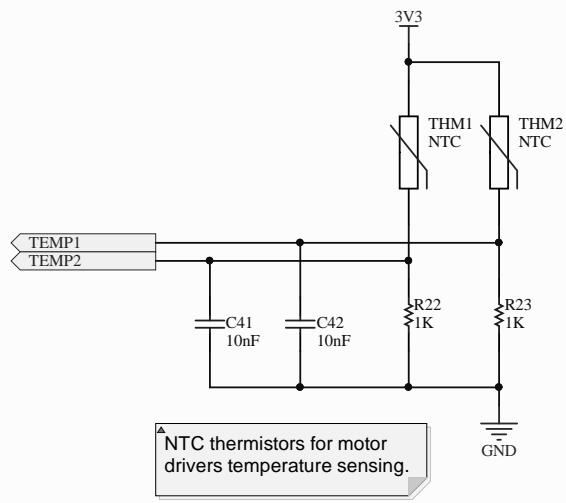 3V3
THM1
NTC
THM2
NTC
TEMP1
TEMP2
C41
10nF
C42
10nF
R22
1K
R23
1K
GND
NTC thermistors for motor
drivers temperature sensing.